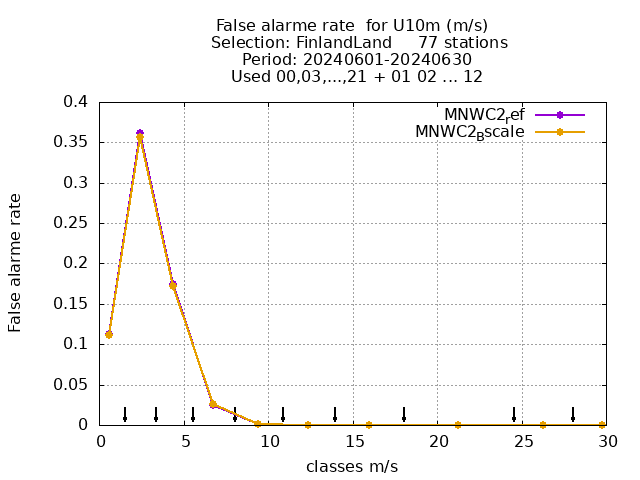 False alarme rate  for U10m (m/s)
Selection: FinlandLand     77 stations
Period: 20240601-20240630
Used 00,03,...,21 + 01 02 ... 12
MNWC2ref
MNWC2Bscale
0.4
0.35
0.3
0.25
0.2
0.15
0.1
0.05
0
False alarme rate
0 5 10 15 20 25 30
classes m/s